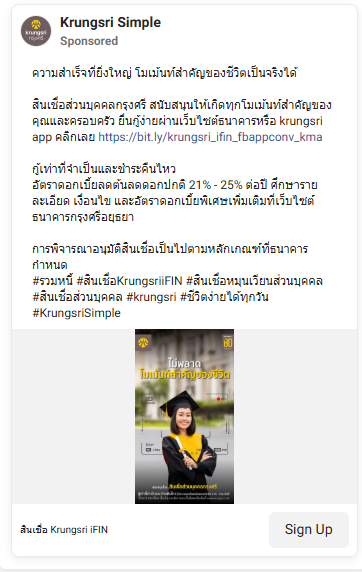 Krungsri Simple
Sponsored
ความสำเร็จที่ยิ่งใหญ่ โมเม้นท์สำคัญของชีวิตเป็นจริงได้
สินเชื่อส่วนบุคคลกรุงศรี สนับสนุนให้เกิดทุกโมเม้นท์สำคัญของ
คุณและครอบครัว ยื่นกู้ง่ายผ่านเว็บไซต์ธนาคารหรือ krungsri
app คลิกเลย https://bit.ly/krungsri_ifin_fbappconv_kma
กู้เท่าที่จำเป็นและชำระคืนไหว
อัตราดอกเบี้ยลดต้นลดดอกปกติ 21% - 25% ต่อปี ศึกษาราย
ละเอียด เงื่อนไข และอัตราดอกเบี้ยพิเศษเพิ่มเติมที่เว็บไซต์
ธนาคารกรุงศรีอยุธยา
การพิจารณาอนุมัติสินเชื่อเป็นไปตามหลักเกณฑ์ที่ธนาคาร
กำหนด
#รวมหนี้ #สินเชื่อKrungsriiFIN #สินเชื่อหมุนเวียนส่วนบุคคล
#สินเชื่อส่วนบุคคล #krungsri #ชีวิตง่ายได้ทุกวัน
#KrungsriSimple
ไม่พลาด
โมเม้นท์สำคัญของชีวิต
สินเชื่อส่วนบุคคลกรุงศรี
สินเชื่อ Krungsri iFIN
Sign Up